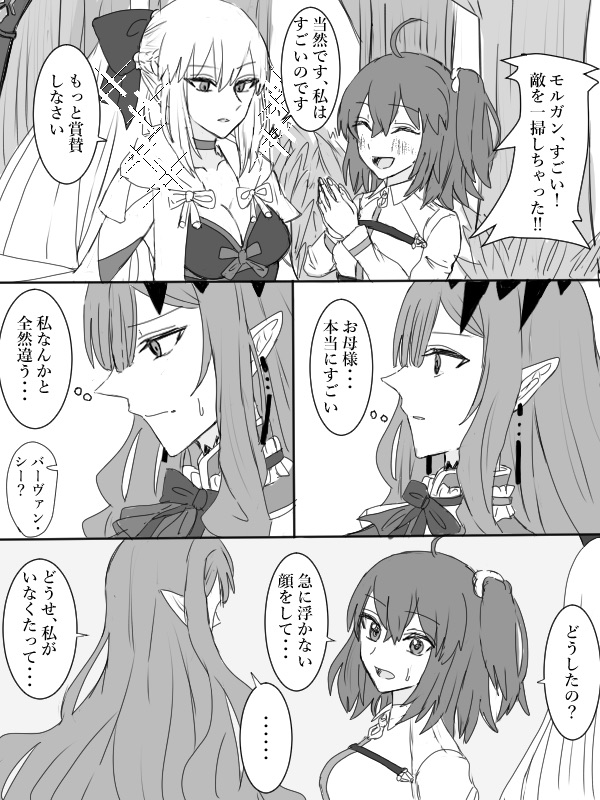 モルガン、すごい！
敵を一掃しちゃった!!
当然です、私は
すごいのです
もっと賞賛
しなさい
お母様・・・
本当にすごい
私なんかと
全然違う・・・
バーヴァン・
シー？
どうしたの？
急に浮かない
顔をして・・・
・・・・・・
どうせ、私が
いなくたって・・・